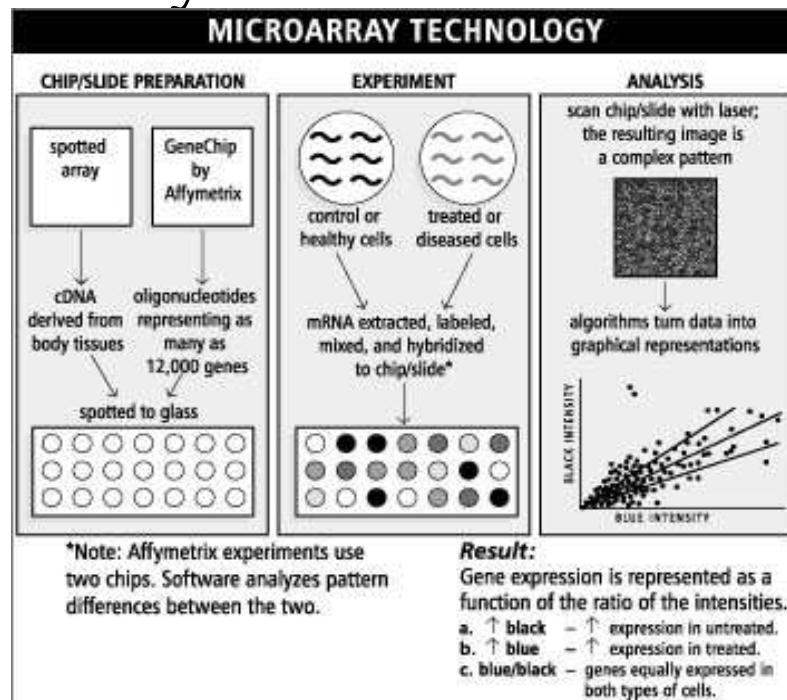 MICROARRAY TECHNOLOGY
CHIP/SLIDE PREPARATION
spotted
array
GeneChip
by
Affymetrix
cDNA
derived from
body tissues
oligonucleotides
representing as
many as
12,000 genes
spotted to glass
EXPERIMENT
control or
healthy cells
treated or
diseased cells
mRNA extracted, labeled,
mixed, and hybridized
to chip/slide*
ANALYSIS
scan chip/slide with laser;
the resulting image is
a complex pattern
algorithms turn data into
graphical representations
BLACK INTENSITY
BLUE INTENSITY
*Note: Affymetrix experiments use
two chips. Software analyzes pattern
differences between the two.
Result:
Gene expression is represented as a
function of the ratio of the intensities.
a. ↑ black – ↑ expression in untreated.
b. ↑ blue – ↑ expression in treated.
c. blue/black – genes equally expressed in
both types of cells.